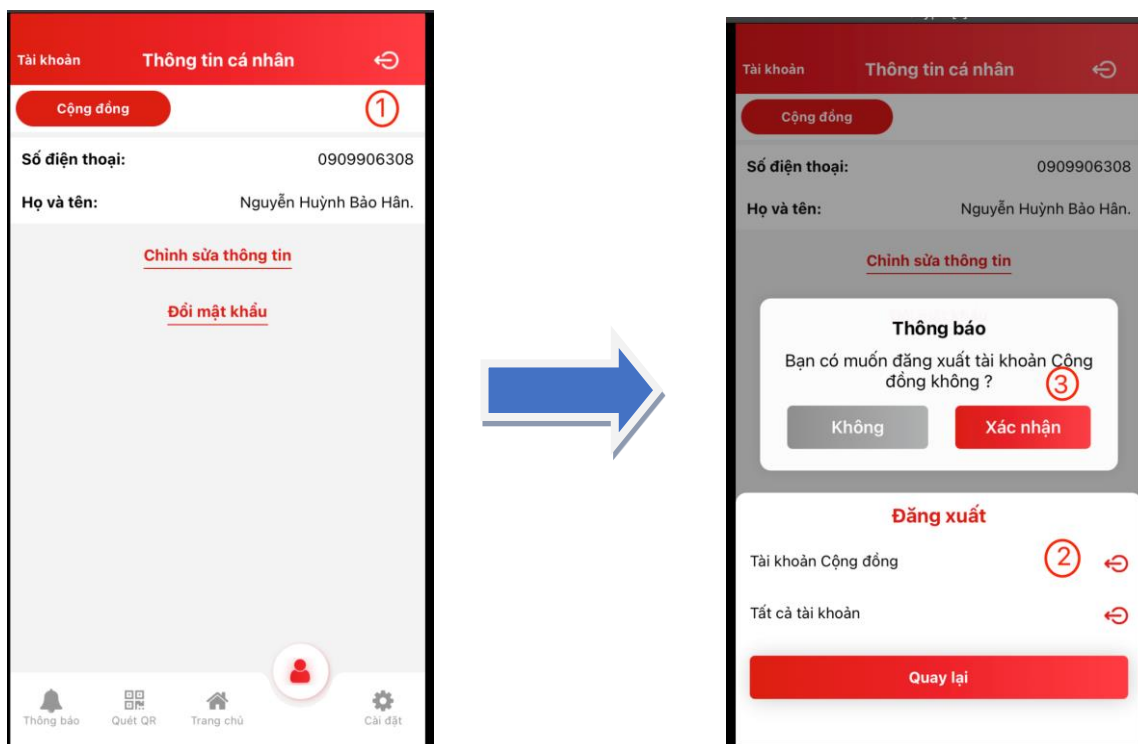 Tài khoản Thông tin cá nhân
Cộng đồng
1
Số điện thoại: 0909906308
Họ và tên: Nguyễn Huỳnh Bảo Hân.
Chỉnh sửa thông tin
Đổi mật khẩu
Thông báo Quét QR Trang chủ Cài đặt
Tài khoản Thông tin cá nhân
Cộng đồng
Số điện thoại: 0909906308
Họ và tên: Nguyễn Huỳnh Bảo Hân.
Chỉnh sửa thông tin
Thông báo
Bạn có muốn đăng xuất tài khoản Cộng
đồng không ?
3
Không Xác nhận
Đăng xuất
Tài khoản Cộng đồng 2
Tất cả tài khoản
Quay lại